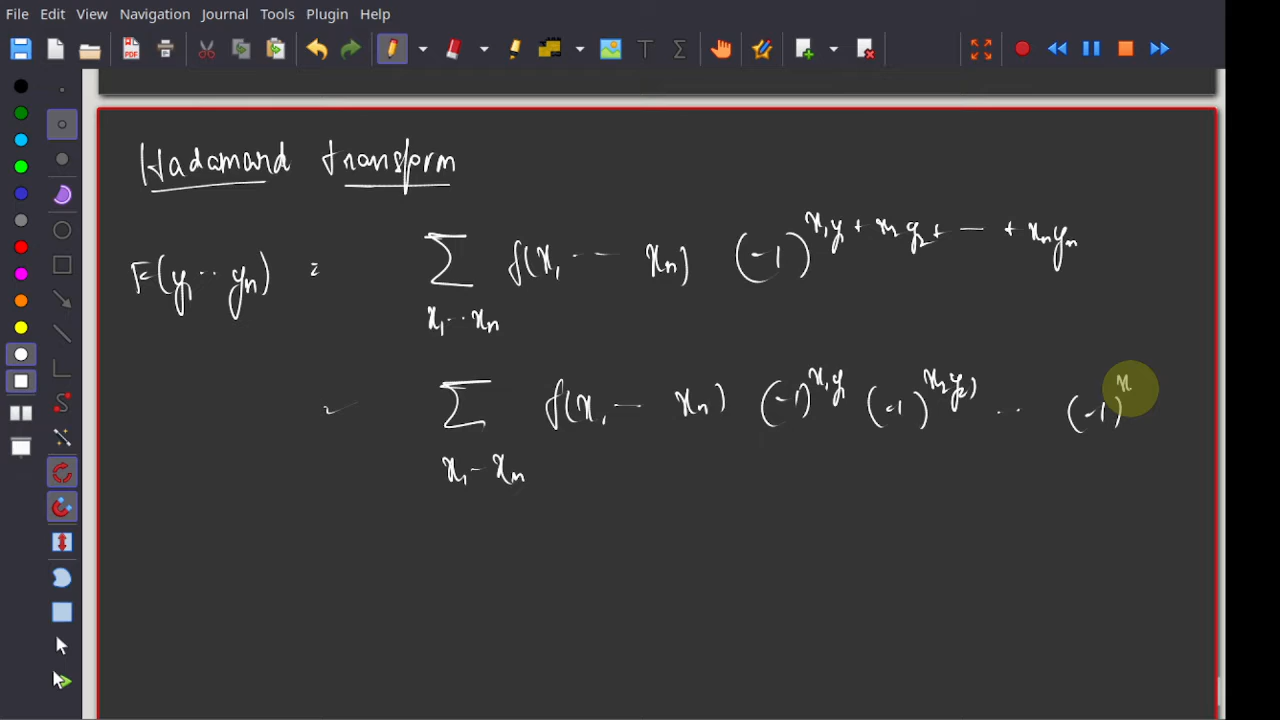 File Edit View Navigation Journal Tools Plugin Help
Hadamard transform
F(y₁ ·· yₙ) = ∑ f(x₁ ··· xₙ) (-1)^{x₁y₁ + x₂y₂ + — + xₙyₙ}
x₁ ·· xₙ
= ∑ f(x₁ — xₙ) (-1)^{x₁y₁} (-1)^{x₂y₂} ··· (-1)^x
x₁ – xₙ